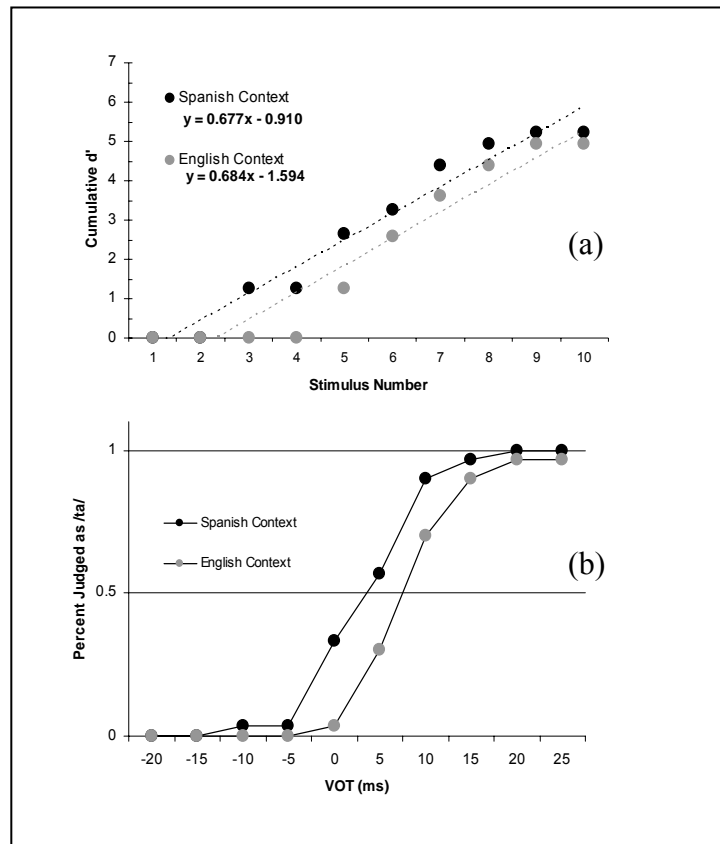 7
6
5
4
3
2
1
0
Cumulative d'
Spanish Context
y = 0.677x - 0.910
English Context
y = 0.684x - 1.594
(a)
1 2 3 4 5 6 7 8 9 10
Stimulus Number
1
0.5
0
Percent Judged as /ta/
Spanish Context
English Context
(b)
-20 -15 -10 -5 0 5 10 15 20 25
VOT (ms)